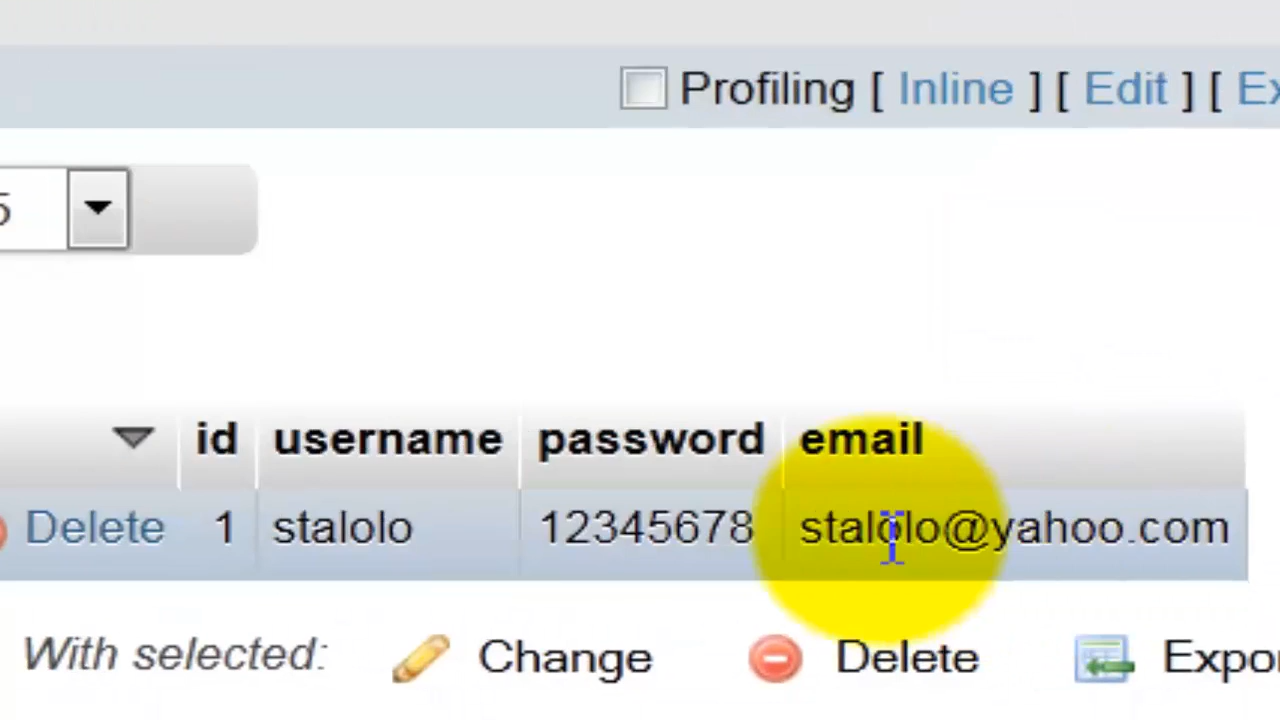 Profiling [ Inline ] [ Edit ] [ Ex
5
id username password email
Delete 1 stalolo 12345678 stalolo@yahoo.com
With selected: Change Delete Expor